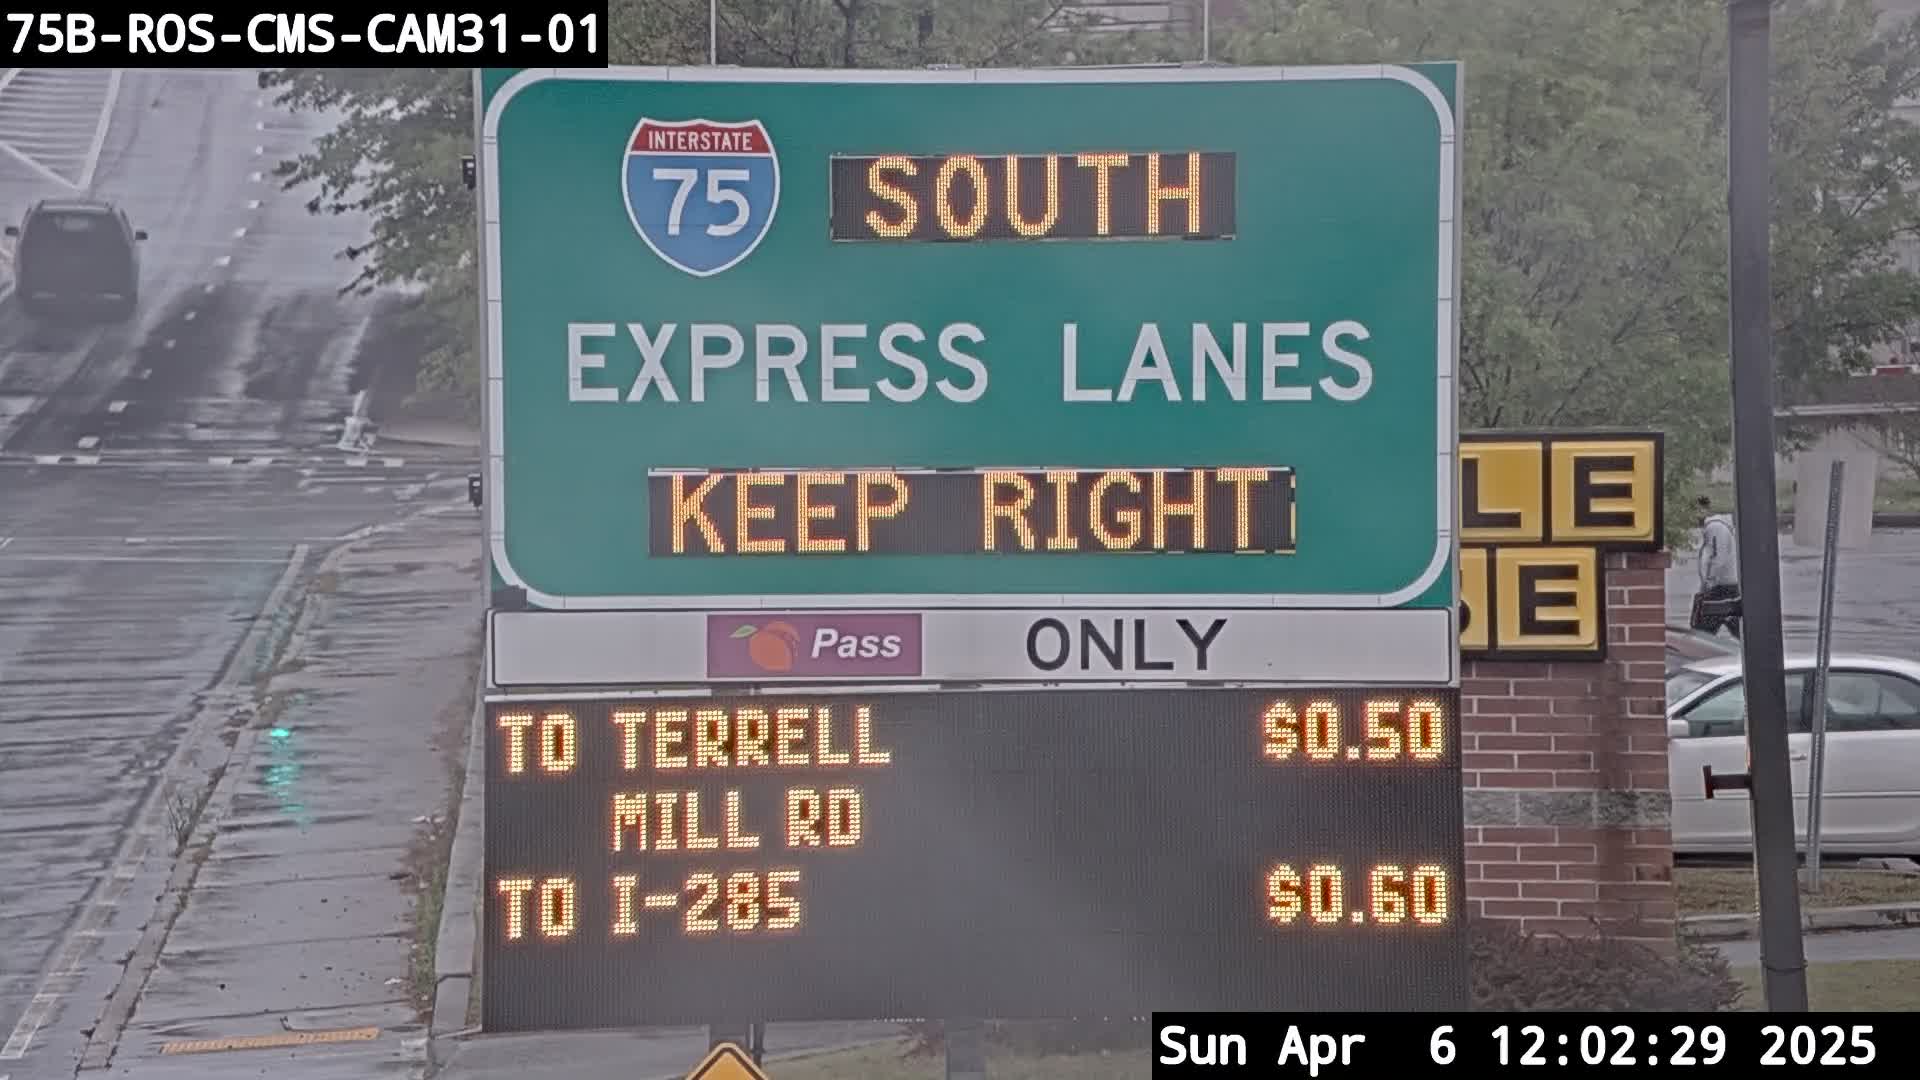 75B-ROS-CMS-CAM31-01
INTERSTATE
75
SOUTH
EXPRESS LANES
KEEP RIGHT
Pass ONLY
LE
E
TO TERRELL $0.50
MILL RD
TO I-285 $0.60
Sun Apr 6 12:02:29 2025